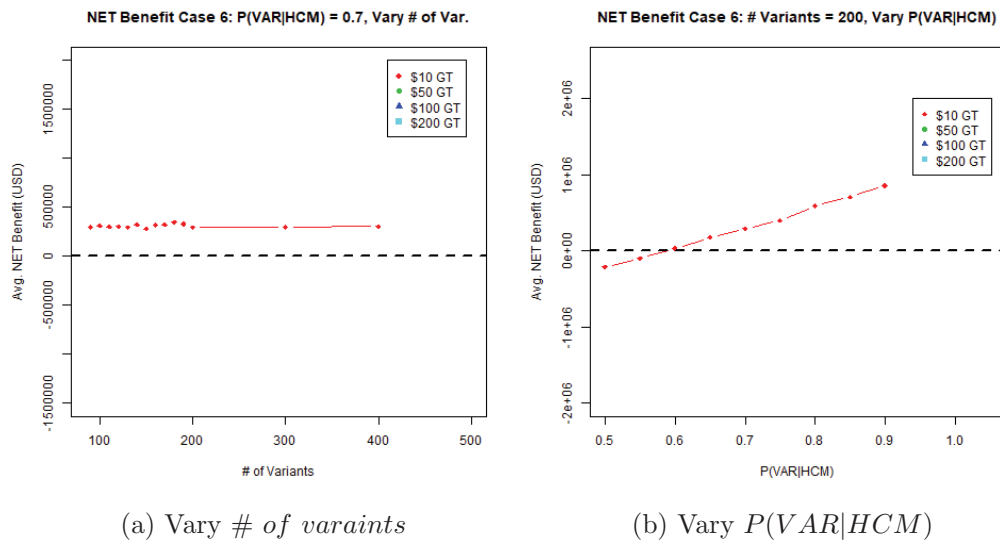 NET Benefit Case 6: P(VAR|HCM) = 0.7, Vary # of Var.
$10 GT
$50 GT
$100 GT
$200 GT
Avg. NET Benefit (USD)
1500000
500000
0
-500000
-1500000
100
200
300
400
500
# of Variants
(a) Vary # of varaints
NET Benefit Case 6: # Variants = 200, Vary P(VAR|HCM)
$10 GT
$50 GT
$100 GT
$200 GT
Avg. NET Benefit (USD)
2e+06
1e+06
0e+00
-1e+06
-2e+06
0.5
0.6
0.7
0.8
0.9
1.0
P(VAR|HCM)
(b) Vary P(VAR|HCM)